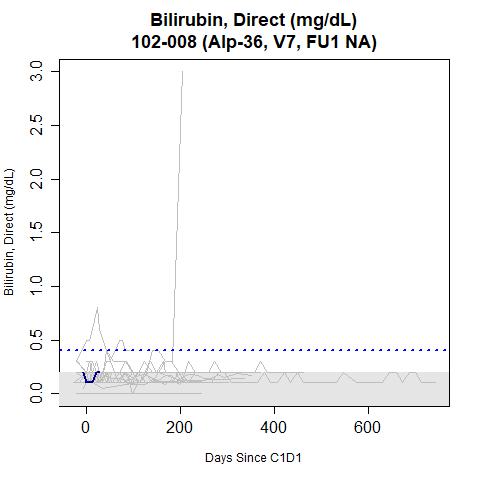 Bilirubin, Direct (mg/dL)
102-008 (Alp-36, V7, FU1 NA)
Bilirubin, Direct (mg/dL)
3.0
2.5
2.0
1.5
1.0
0.5
0.0
0 200 400 600
Days Since C1D1